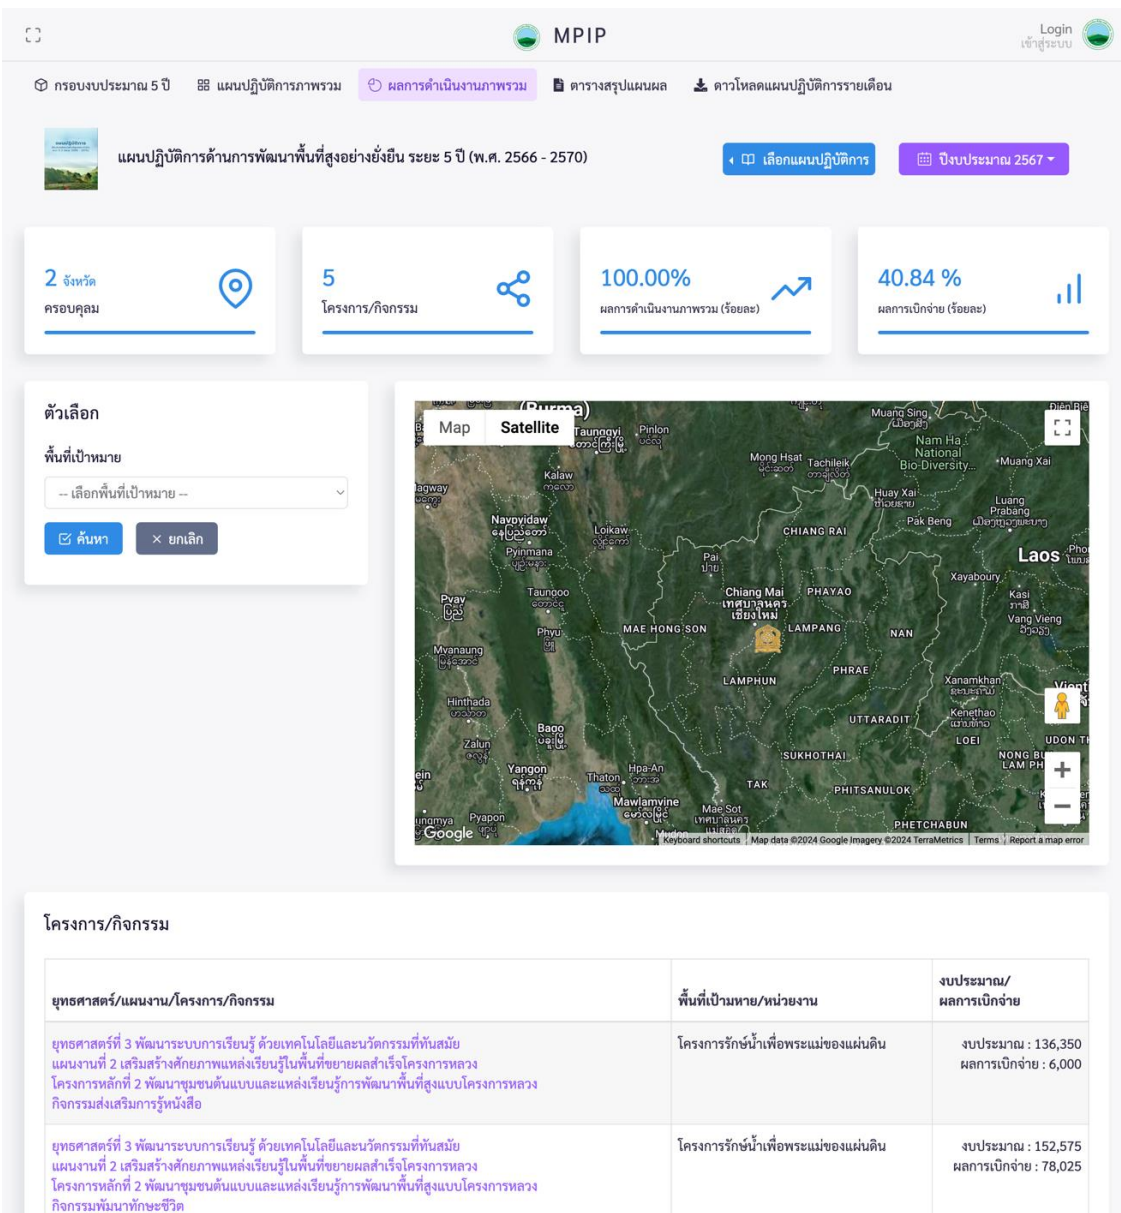 MPIP
Login
เข้าสู่ระบบ
กรอบงบประมาณ 5 ปี
แผนปฏิบัติการภาพรวม
ผลการดำเนินงานภาพรวม
ตารางสรุปแผนผล
ดาวโหลดแผนปฏิบัติการรายเดือน
แผนปฏิบัติการด้านการพัฒนาพื้นที่สูงอย่างยั่งยืน ระยะ 5 ปี (พ.ศ. 2566 - 2570)
เลือกแผนปฏิบัติการ
ปีงบประมาณ 2567
2 จังหวัด
ครอบคลุม
5
โครงการ/กิจกรรม
100.00%
ผลการดำเนินงานภาพรวม (ร้อยละ)
40.84 %
ผลการเบิกจ่าย (ร้อยละ)
ตัวเลือก
พื้นที่เป้าหมาย
-- เลือกพื้นที่เป้าหมาย --
ค้นหา
× ยกเลิก
Map
Satellite
Pinlon
Kalaw
Loikaw
Pyinmana
Taungoo
Phyu
Hinthada
Zalun
Bago
Yangon
Pyapon
Thaton
Hpa-An
Mawlamyine
Mong Hsat
Tachileik
Muang Sing
Nam Ha
National
Bio-Diversity...
Muang Xai
Huay Xai
Luang
Prabang
Pak Beng
CHIANG RAI
Laos
Pai
ปาย
Xayaboury
Kasi
Vang Vieng
Chiang Mai
เทศบาลนคร
เชียงใหม่
PHAYAO
MAE HONG SON
LAMPANG
NAN
LAMPHUN
PHRAE
Xanamkhan
Kenethao
UTTARADIT
LOEI
SUKHOTHAI
TAK
PHITSANULOK
Mae Sot
PHETCHABUN
Google
Keyboard shortcuts
Map data ©2024 Google Imagery ©2024 TerraMetrics
Terms
Report a map error
โครงการ/กิจกรรม
ยุทธศาสตร์/แผนงาน/โครงการ/กิจกรรม
พื้นที่เป้ามหาย/หน่วยงาน
งบประมาณ/
ผลการเบิกจ่าย
ยุทธศาสตร์ที่ 3 พัฒนาระบบการเรียนรู้ ด้วยเทคโนโลยีและนวัตกรรมที่ทันสมัย
แผนงานที่ 2 เสริมสร้างศักยภาพแหล่งเรียนรู้ในพื้นที่ขยายผลสำเร็จโครงการหลวง
โครงการหลักที่ 2 พัฒนาชุมชนต้นแบบและแหล่งเรียนรู้การพัฒนาพื้นที่สูงแบบโครงการหลวง
กิจกรรมส่งเสริมการรู้หนังสือ
โครงการรักษ์น้ำเพื่อพระแม่ของแผ่นดิน
งบประมาณ : 136,350
ผลการเบิกจ่าย : 6,000
ยุทธศาสตร์ที่ 3 พัฒนาระบบการเรียนรู้ ด้วยเทคโนโลยีและนวัตกรรมที่ทันสมัย
แผนงานที่ 2 เสริมสร้างศักยภาพแหล่งเรียนรู้ในพื้นที่ขยายผลสำเร็จโครงการหลวง
โครงการหลักที่ 2 พัฒนาชุมชนต้นแบบและแหล่งเรียนรู้การพัฒนาพื้นที่สูงแบบโครงการหลวง
กิจกรรมพัมนาทักษะชีวิต
โครงการรักษ์น้ำเพื่อพระแม่ของแผ่นดิน
งบประมาณ : 152,575
ผลการเบิกจ่าย : 78,025